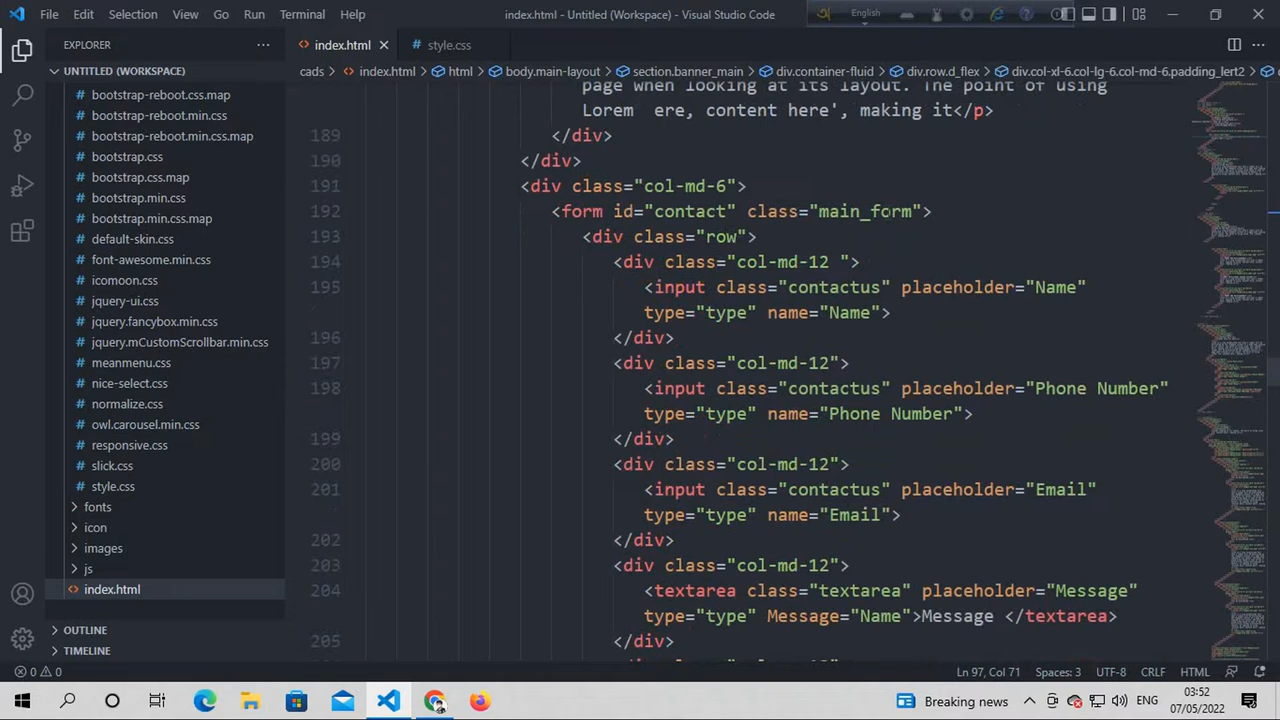 File Edit Selection View Go Run Terminal Help index.html - Untitled (Workspace) - Visual Studio Code English
EXPLORER index.html style.css
UNTITLED (WORKSPACE) cads index.html html body.main-layout section.banner_main div.container-fluid div.row.d_flex div.col-xl-6.col-lg-6.col-md-6.padding_lert2
bootstrap-reboot.css.map
bootstrap-reboot.min.css
bootstrap-reboot.min.css.map
bootstrap.css
bootstrap.css.map
bootstrap.min.css
bootstrap.min.css.map
default-skin.css
font-awesome.min.css
icomoon.css
jquery-ui.css
jquery.fancybox.min.css
jquery.mCustomScrollbar.min.css
meanmenu.css
nice-select.css
normalize.css
owl.carousel.min.css
responsive.css
slick.css
style.css
fonts
icon
images
js
index.html
OUTLINE
TIMELINE
page when looking at its layout. The point of using
Lorem ere, content here', making it</p>
189 </div>
190 </div>
191 <div class="col-md-6">
192 <form id="contact" class="main_form">
193 <div class="row">
194 <div class="col-md-12 ">
195 <input class="contactus" placeholder="Name"
type="type" name="Name">
196 </div>
197 <div class="col-md-12">
198 <input class="contactus" placeholder="Phone Number"
type="type" name="Phone Number">
199 </div>
200 <div class="col-md-12">
201 <input class="contactus" placeholder="Email"
type="type" name="Email">
202 </div>
203 <div class="col-md-12">
204 <textarea class="textarea" placeholder="Message"
type="type" Message="Name">Message </textarea>
205 </div>
0 0 Ln 97, Col 71 Spaces: 3 UTF-8 CRLF HTML
Breaking news ENG 03:52
07/05/2022